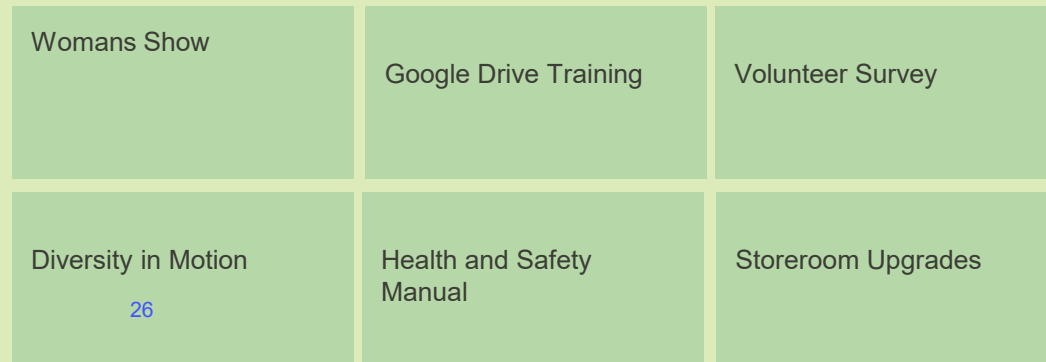 Womans Show
Google Drive Training
Volunteer Survey
Diversity in Motion
26
Health and Safety
Manual
Storeroom Upgrades